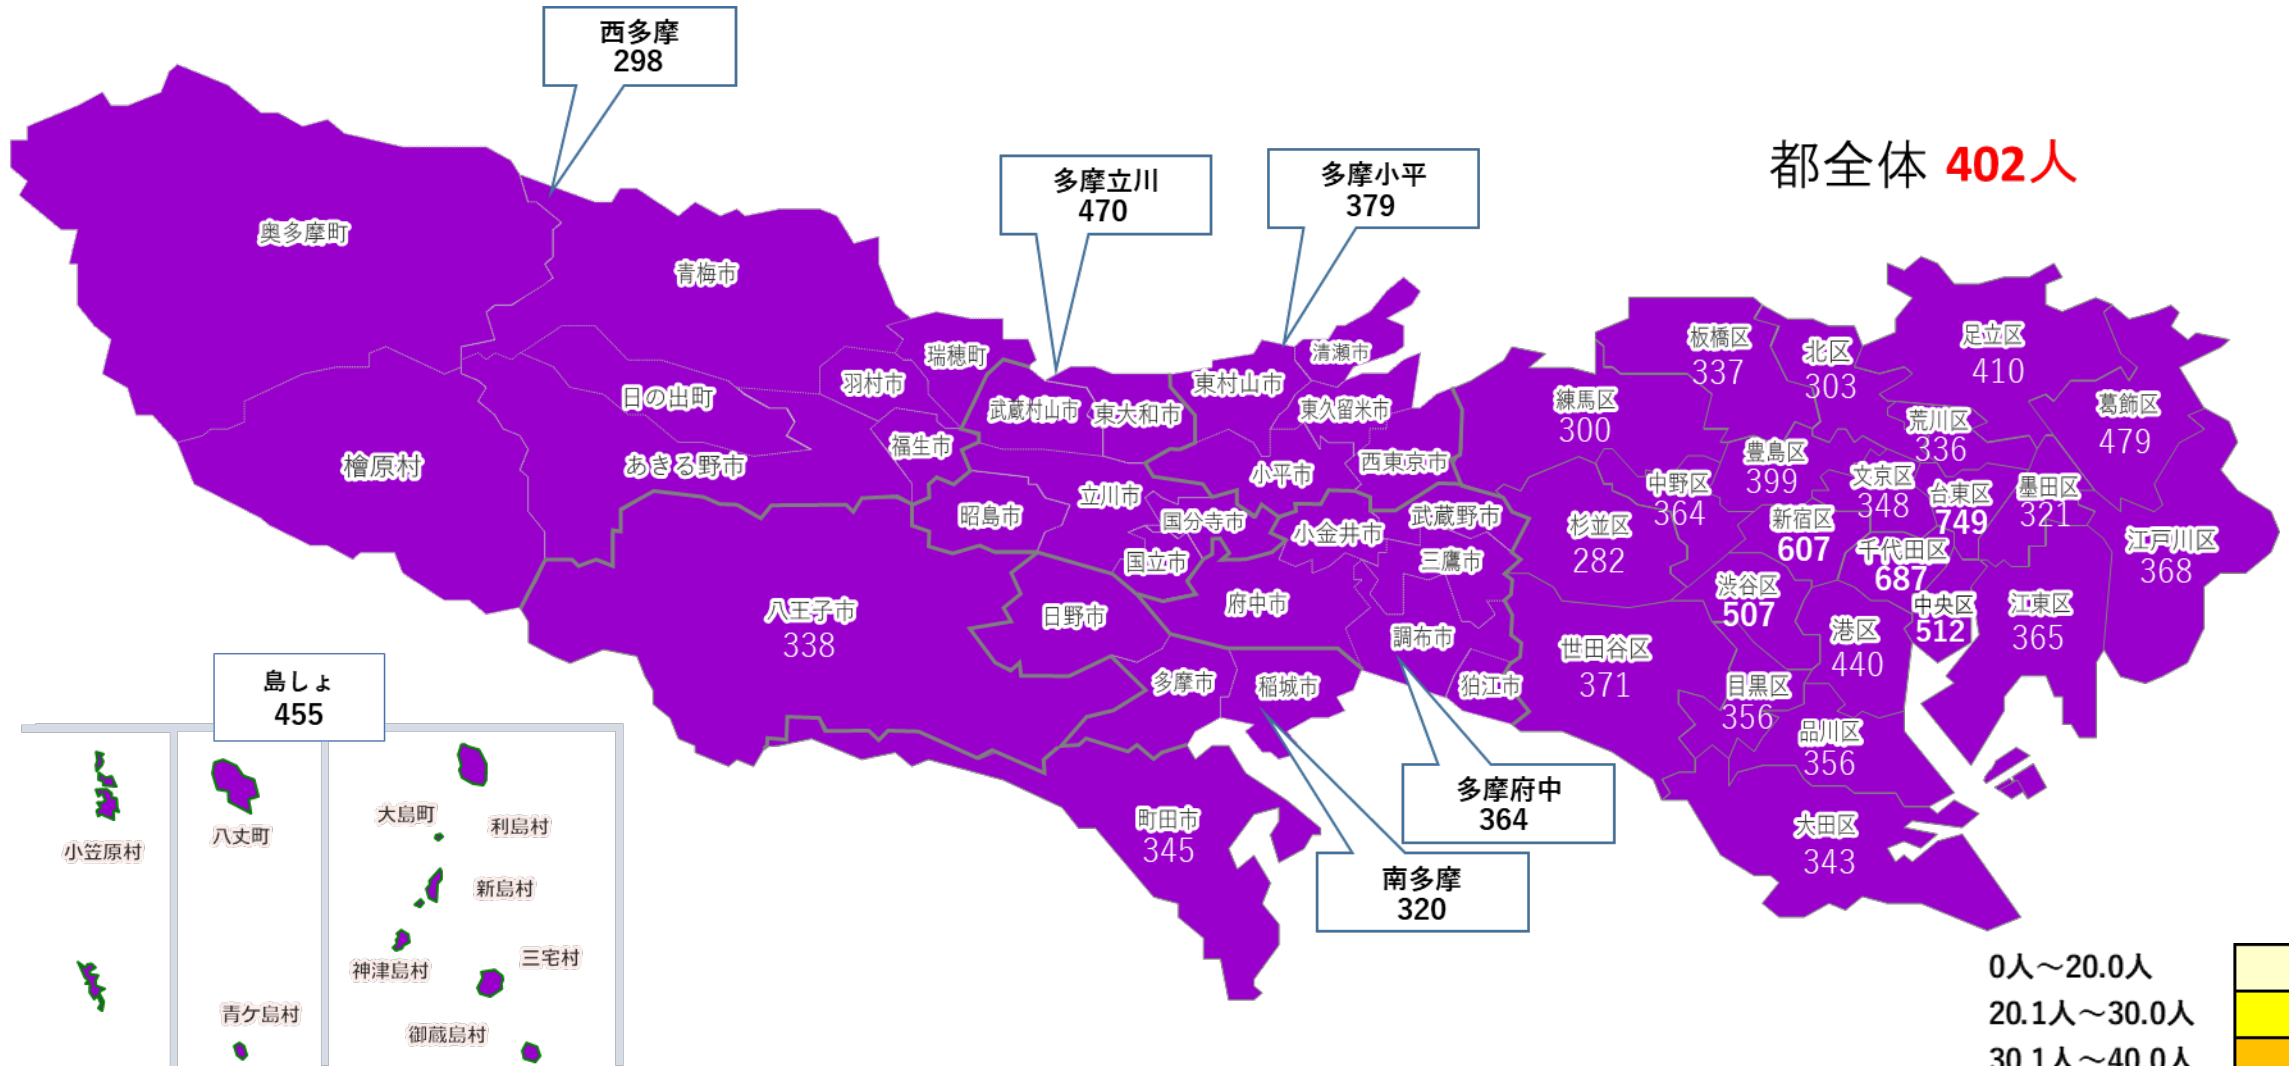 西多摩
298
多摩立川
470
多摩小平
379
都全体 402人
奥多摩町
青梅市
瑞穂町
羽村市
日の出町
福生市
あきる野市
檜原村
武蔵村山市
東大和市
東村山市
清瀬市
東久留米市
小平市
西東京市
立川市
昭島市
国分寺市
国立市
小金井市
武蔵野市
三鷹市
府中市
調布市
狛江市
日野市
多摩市
稲城市
八王子市
338
町田市
345
多摩府中
364
南多摩
320
板橋区
337
北区
303
足立区
410
葛飾区
479
練馬区
300
荒川区
336
豊島区
399
文京区
348
台東区
749
墨田区
321
中野区
364
杉並区
282
新宿区
607
千代田区
687
江戸川区
368
渋谷区
507
中央区
512
江東区
365
港区
440
世田谷区
371
目黒区
356
品川区
356
大田区
343
島しょ
455
小笠原村
八丈町
青ケ島村
大島町
利島村
新島村
神津島村
三宅村
御蔵島村
0人～20.0人
20.1人～30.0人
30.1人～40.0人